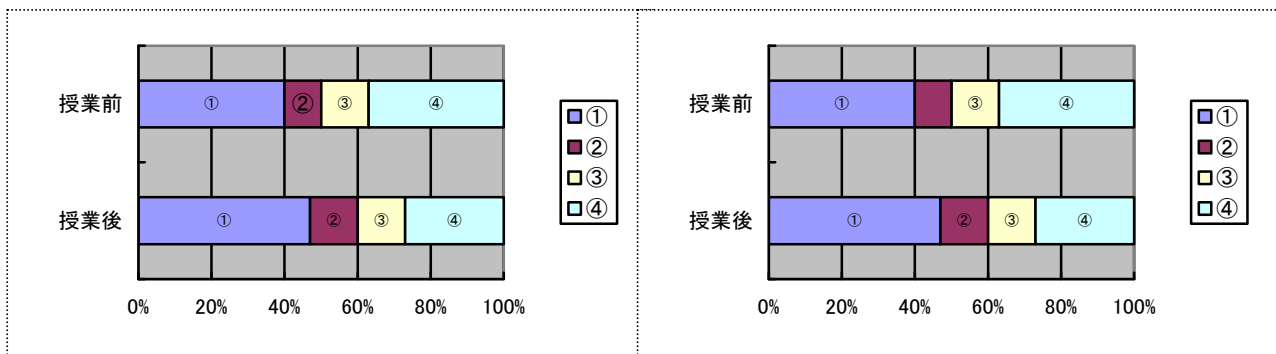 授業前 ① ② ③ ④
授業後 ① ② ③ ④
0% 20% 40% 60% 80% 100%
①
②
③
④
授業前 ① ③ ④
授業後 ① ② ③ ④
0% 20% 40% 60% 80% 100%
①
②
③
④